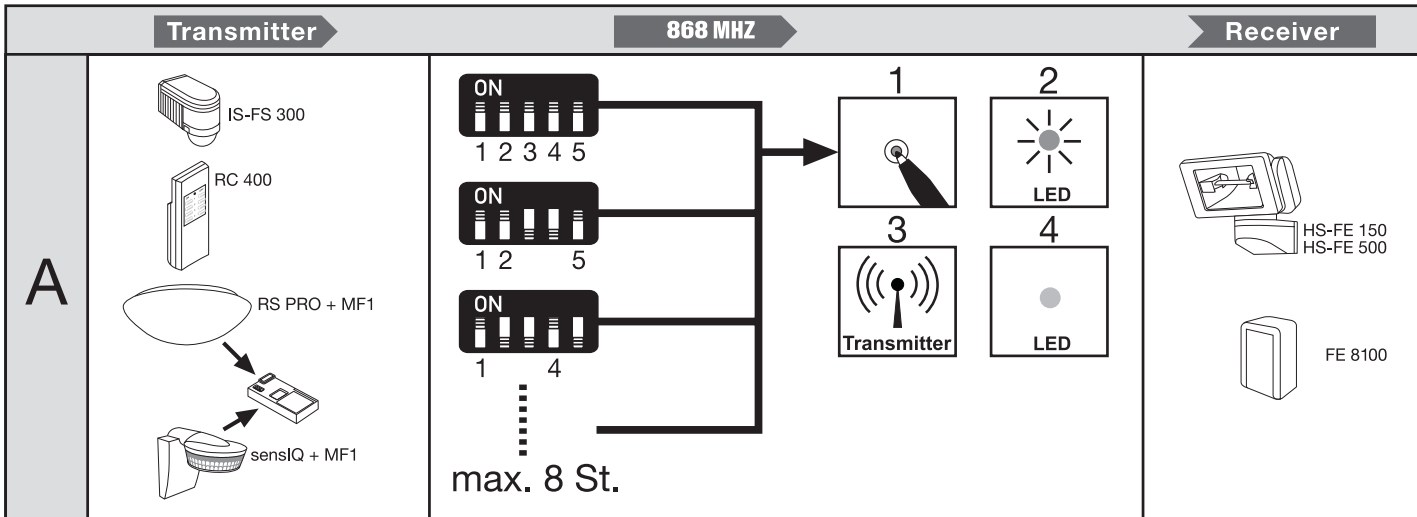 Transmitter
868 MHZ
Receiver
A
IS-FS 300
RC 400
RS PRO + MF1
sensIQ + MF1
ON
1 2 3 4 5
ON
1 2 5
ON
1 4
max. 8 St.
1
2
LED
3
Transmitter
4
LED
HS-FE 150
HS-FE 500
FE 8100